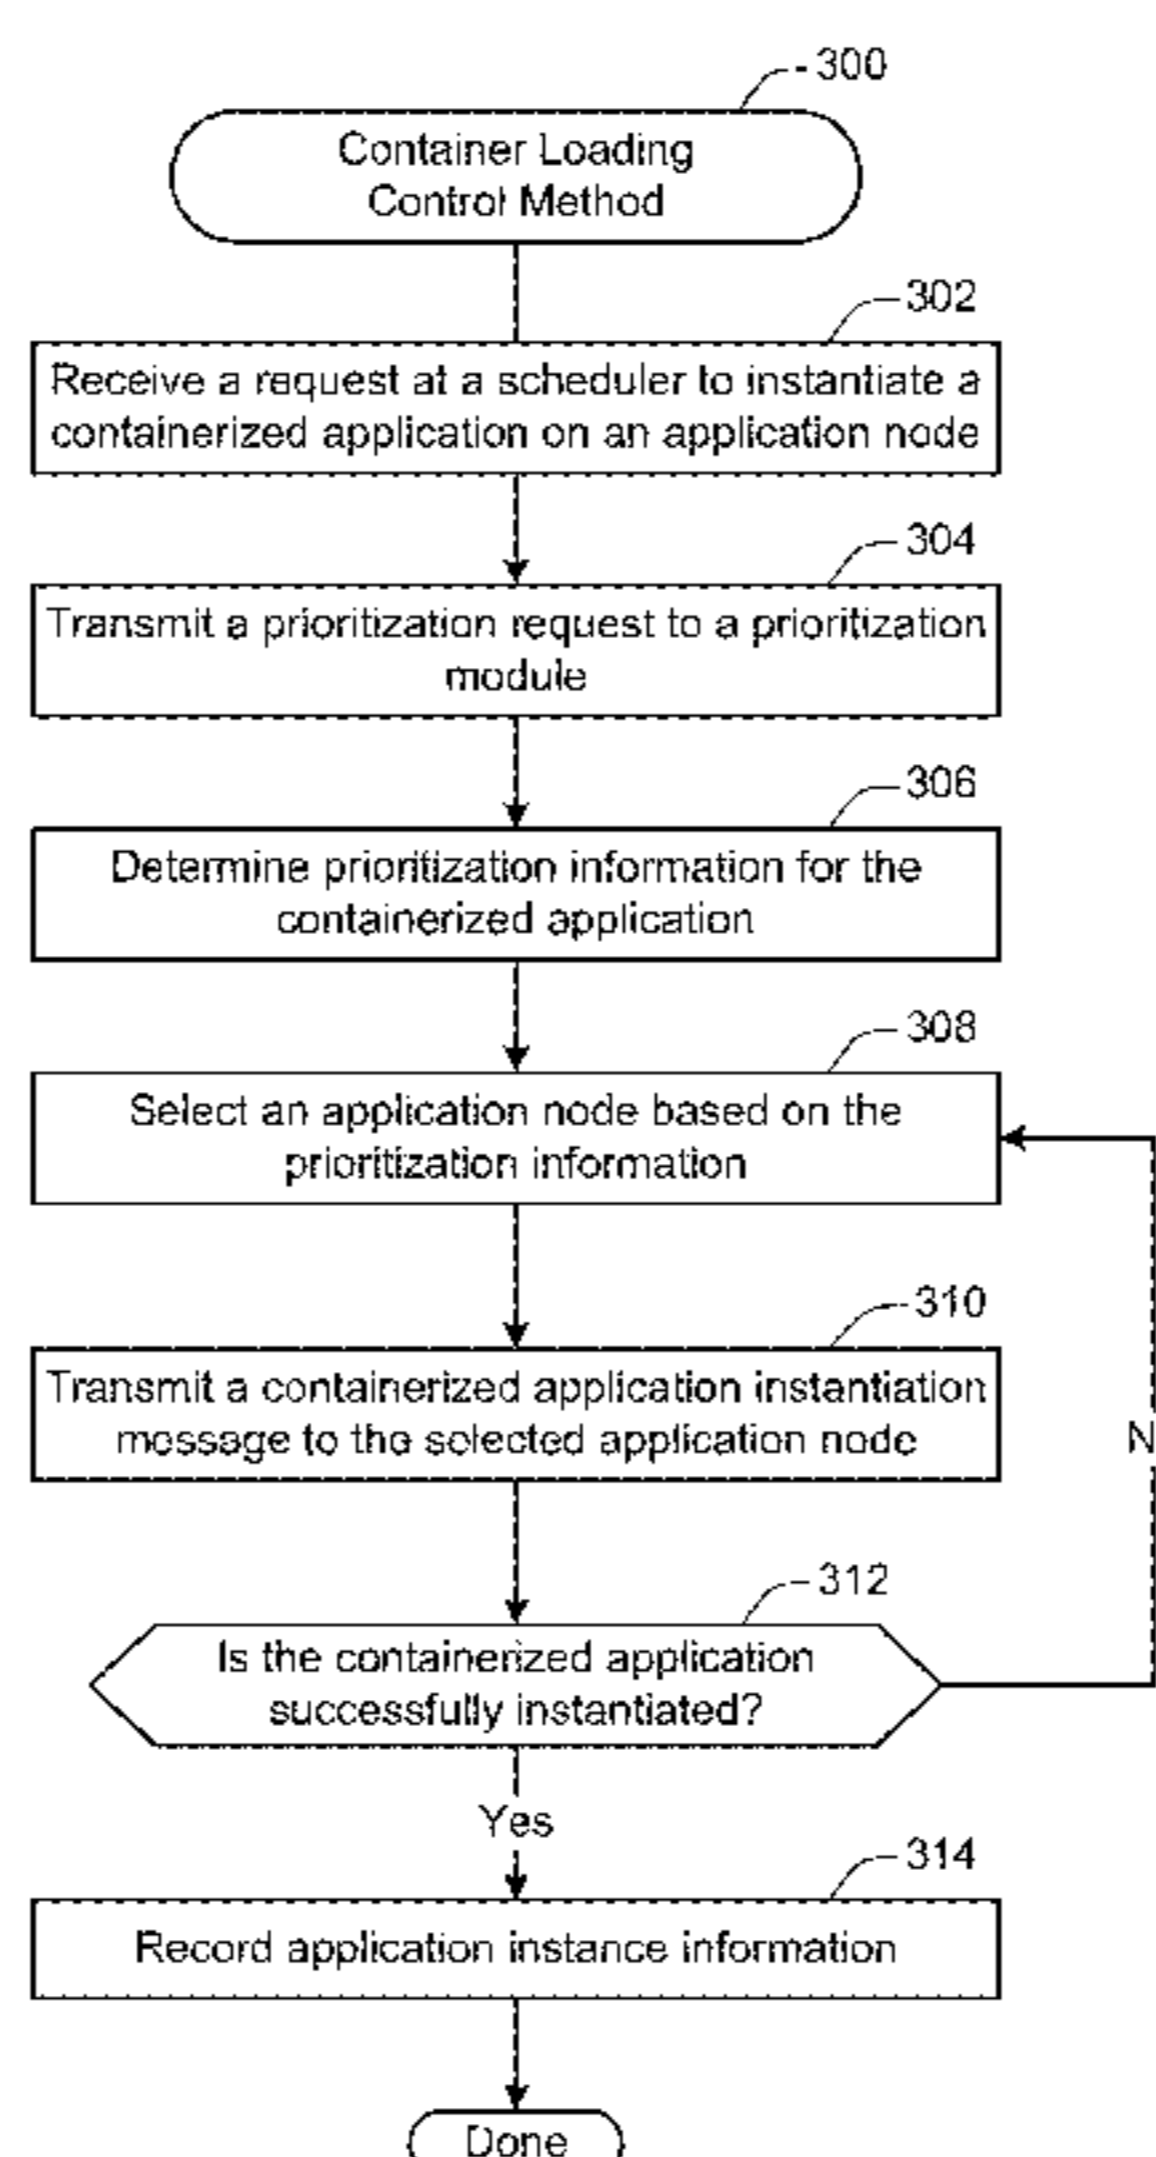 300
Container Loading
Control Method
302
Receive a request at a scheduler to instantiate a
containerized application on an application node
304
Transmit a prioritization request to a prioritization
module
306
Determine prioritization information for the
containerized application
308
Select an application node based on the
prioritization information
310
Transmit a containerized application instantiation
message to the selected application node
N
312
Is the containerized application
successfully instantiated?
Yes
314
Record application instance information
Done